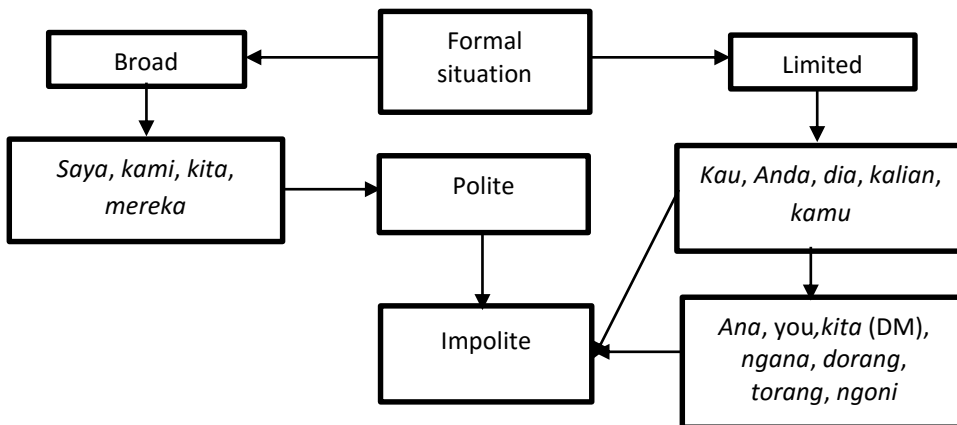 Formal
situation
Broad
Limited
Saya, kami, kita,
mereka
Polite
Kau, Anda, dia, kalian,
kamu
Impolite
Ana, you,kita (DM),
ngana, dorang,
torang, ngoni